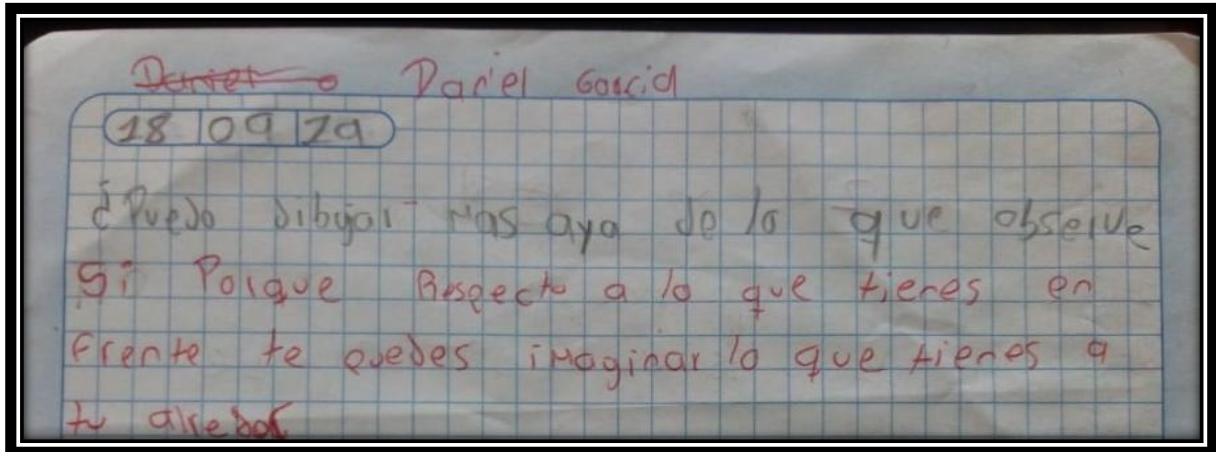 Daniel Daniel García
18 09 19
¿Puedo dibujar mas aya de lo que observe
Si Porque Respecto a lo que tienes en
frente te puedes imaginar lo que tienes a
tu alrebor